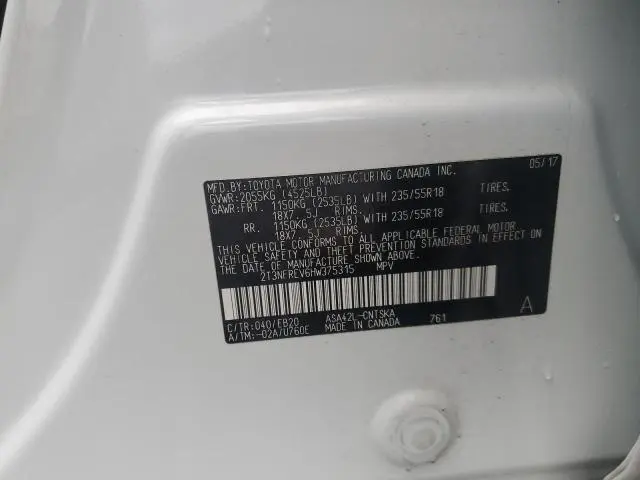 MFD.BY:TOYOTA MOTOR MANUFACTURING CANADA INC. 05/17
GVWR:2055KG (4525LB)
GAWR:FRT. 1150KG (2535LB) WITH 235/55R18 TIRES.
18X7. 5J RIMS.
RR. 1150KG (2535LB) WITH 235/55R18 TIRES.
18X7. 5J RIMS.
THIS VEHICLE CONFORMS TO ALL APPLICABLE FEDERAL MOTOR
VEHICLE SAFETY AND BUMPER STANDARDS IN EFFECT ON
THE DATE OF MANUFACTURE SHOWN ABOVE.
2T3NFREV6HW375315 MPV
C/TR:040/EB20 ASA42L-CNTSKA 761 A
A/TM:-02A/U760E MADE IN CANADA